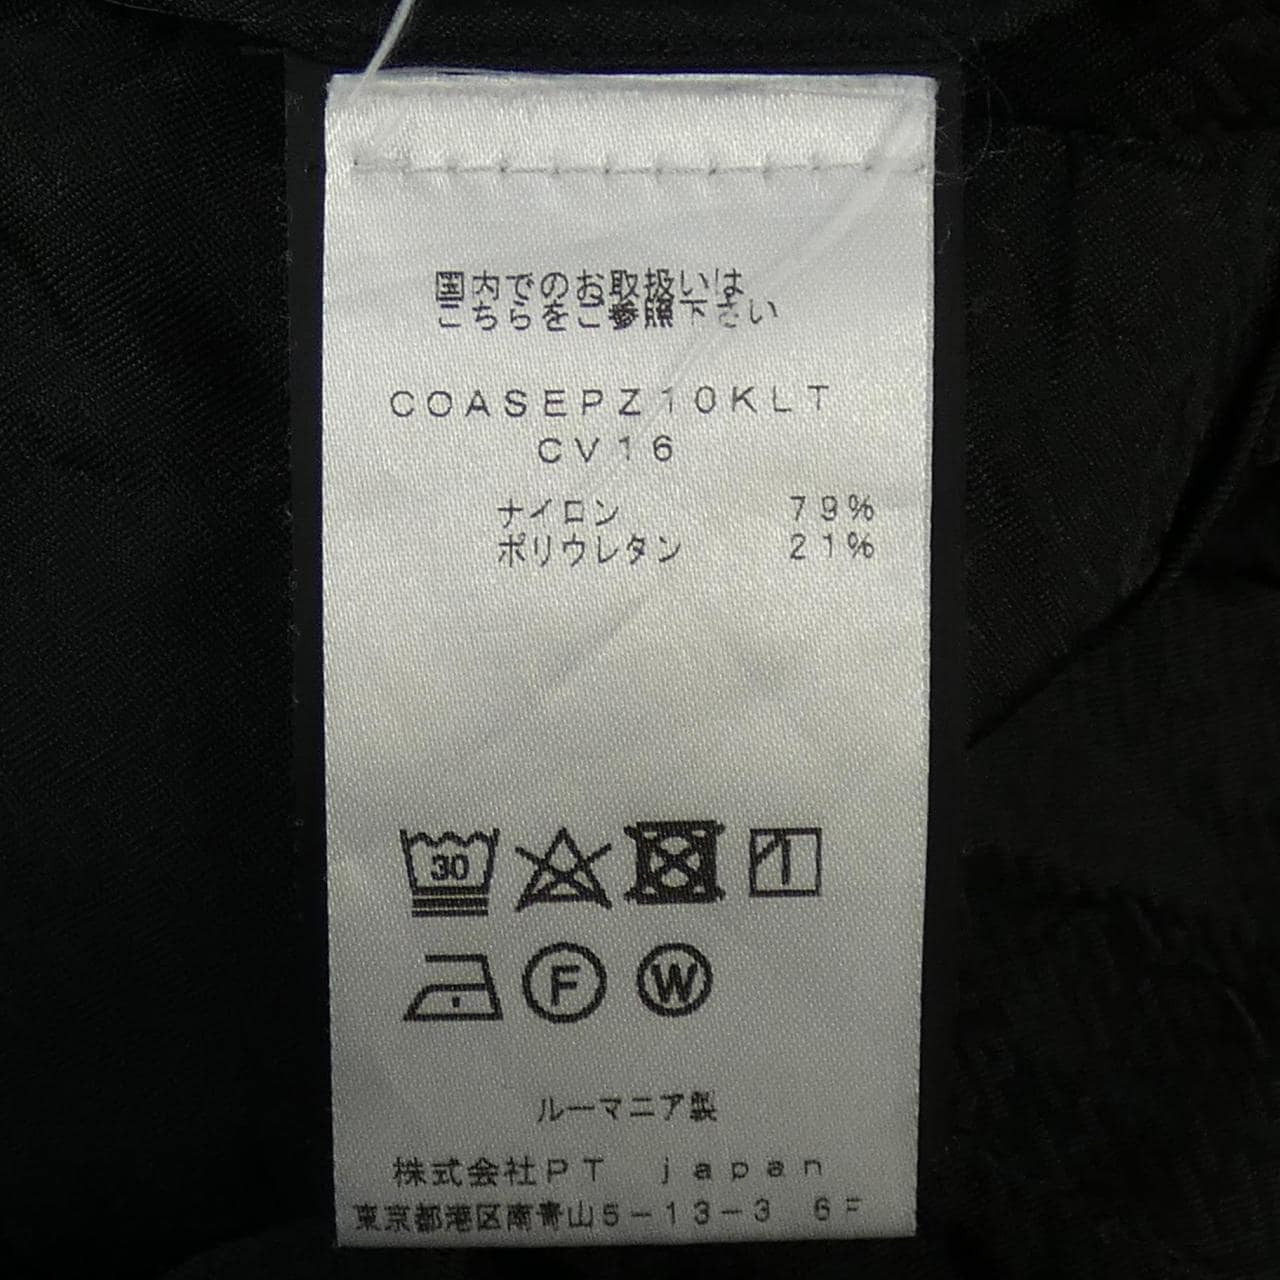 国内でのお取扱いは
こちらをご参照下さい
COASEPZ10KLT
CV16
ナイロン 79%
ポリウレタン 21%
30
F W
ルーマニア製
株式会社PT japan
東京都港区南青山5-13-3 6F